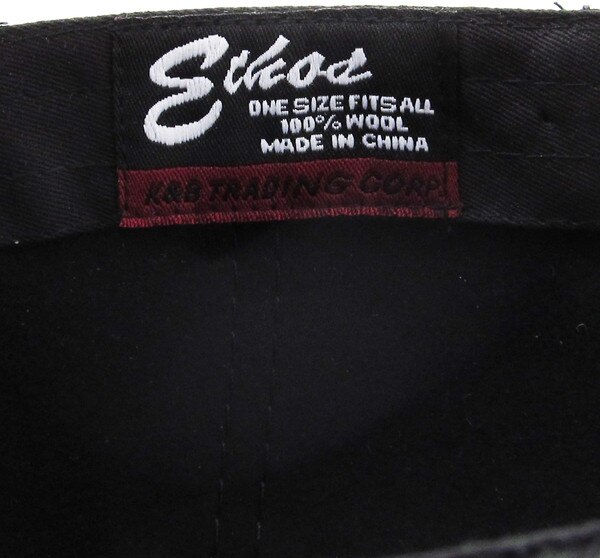 Ethos
ONE SIZE FITS ALL
100% WOOL
MADE IN CHINA
K&B TRADING CORP.